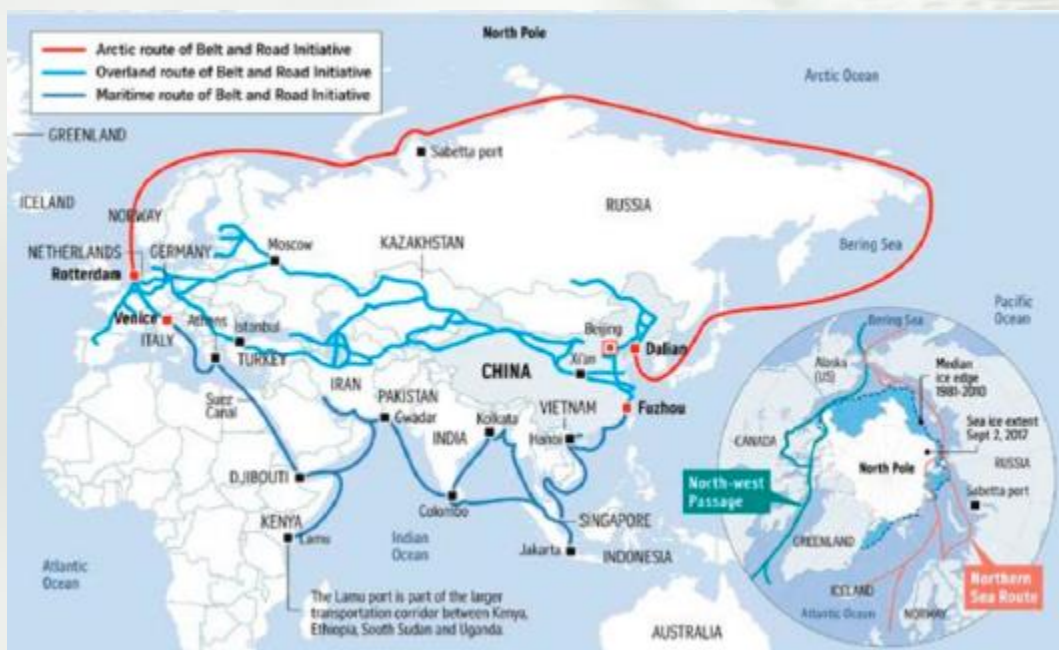 North Pole
Arctic route of Belt and Road Initiative
Overland route of Belt and Road Initiative
Maritime route of Belt and Road Initiative
Arctic Ocean
GREENLAND
Sabetta port
ICELAND
NORWAY
RUSSIA
NETHERLANDS
GERMANY
Moscow
KAZAKHSTAN
Bering Sea
Rotterdam
Venice
Athens
Istanbul
ITALY
TURKEY
Beijing
Dalian
Xi'an
CHINA
Pacific
Ocean
IRAN
PAKISTAN
Suez
Canal
Gwadar
Kolkata
VIETNAM
Fuzhou
INDIA
Hanoi
DJIBOUTI
Colombo
SINGAPORE
KENYA
Lamu
Indian
Ocean
Jakarta
INDONESIA
Atlantic
Ocean
The Lamu port is part of the larger
transportation corridor between Kenya,
Ethiopia, South Sudan and Uganda.
AUSTRALIA
Bering Sea
Alaska
(US)
Median
ice edge
1981-2010
Sea ice extent
Sept 2, 2017
CANADA
North Pole
RUSSIA
North-west
Passage
Sabetta port
GREENLAND
ICELAND
Northern
Sea Route
Atlantic Ocean
NORWAY